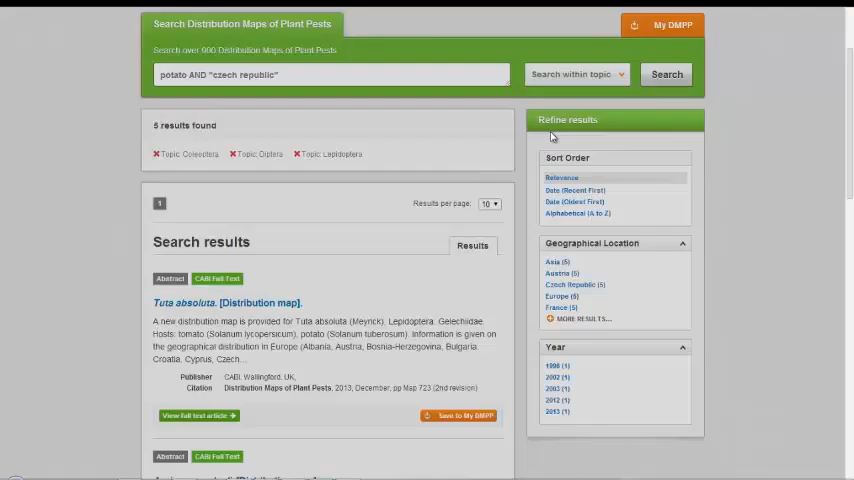 Search Distribution Maps of Plant Pests
My DMPP
Search over 900 Distribution Maps of Plant Pests
potato AND "czech republic"
Search within topic
Search
5 results found
Topic: Coleoptera
Topic: Diptera
Topic: Lepidoptera
1
Results per page:
10
Search results
Results
Abstract
CABI Full Text
Tuta absoluta. [Distribution map].
A new distribution map is provided for Tuta absoluta (Meyrick). Lepidoptera: Gelechiidae.
Hosts: tomato (Solanum lycopersicum), potato (Solanum tuberosum). Information is given on
the geographical distribution in Europe (Albania, Austria, Bosnia-Herzegovina, Bulgaria.
Croatia, Cyprus, Czech...
Publisher CABI, Wallingford, UK,
Citation Distribution Maps of Plant Pests, 2013, December, pp Map 723 (2nd revision)
View full text article
Save to My DMPP
Abstract
CABI Full Text
Refine results
Sort Order
Relevance
Date (Recent First)
Date (Oldest First)
Alphabetical (A to Z)
Geographical Location
Asia (5)
Austria (5)
Czech Republic (5)
Europe (5)
France (5)
MORE RESULTS...
Year
1998 (1)
2002 (1)
2003 (1)
2012 (1)
2013 (1)